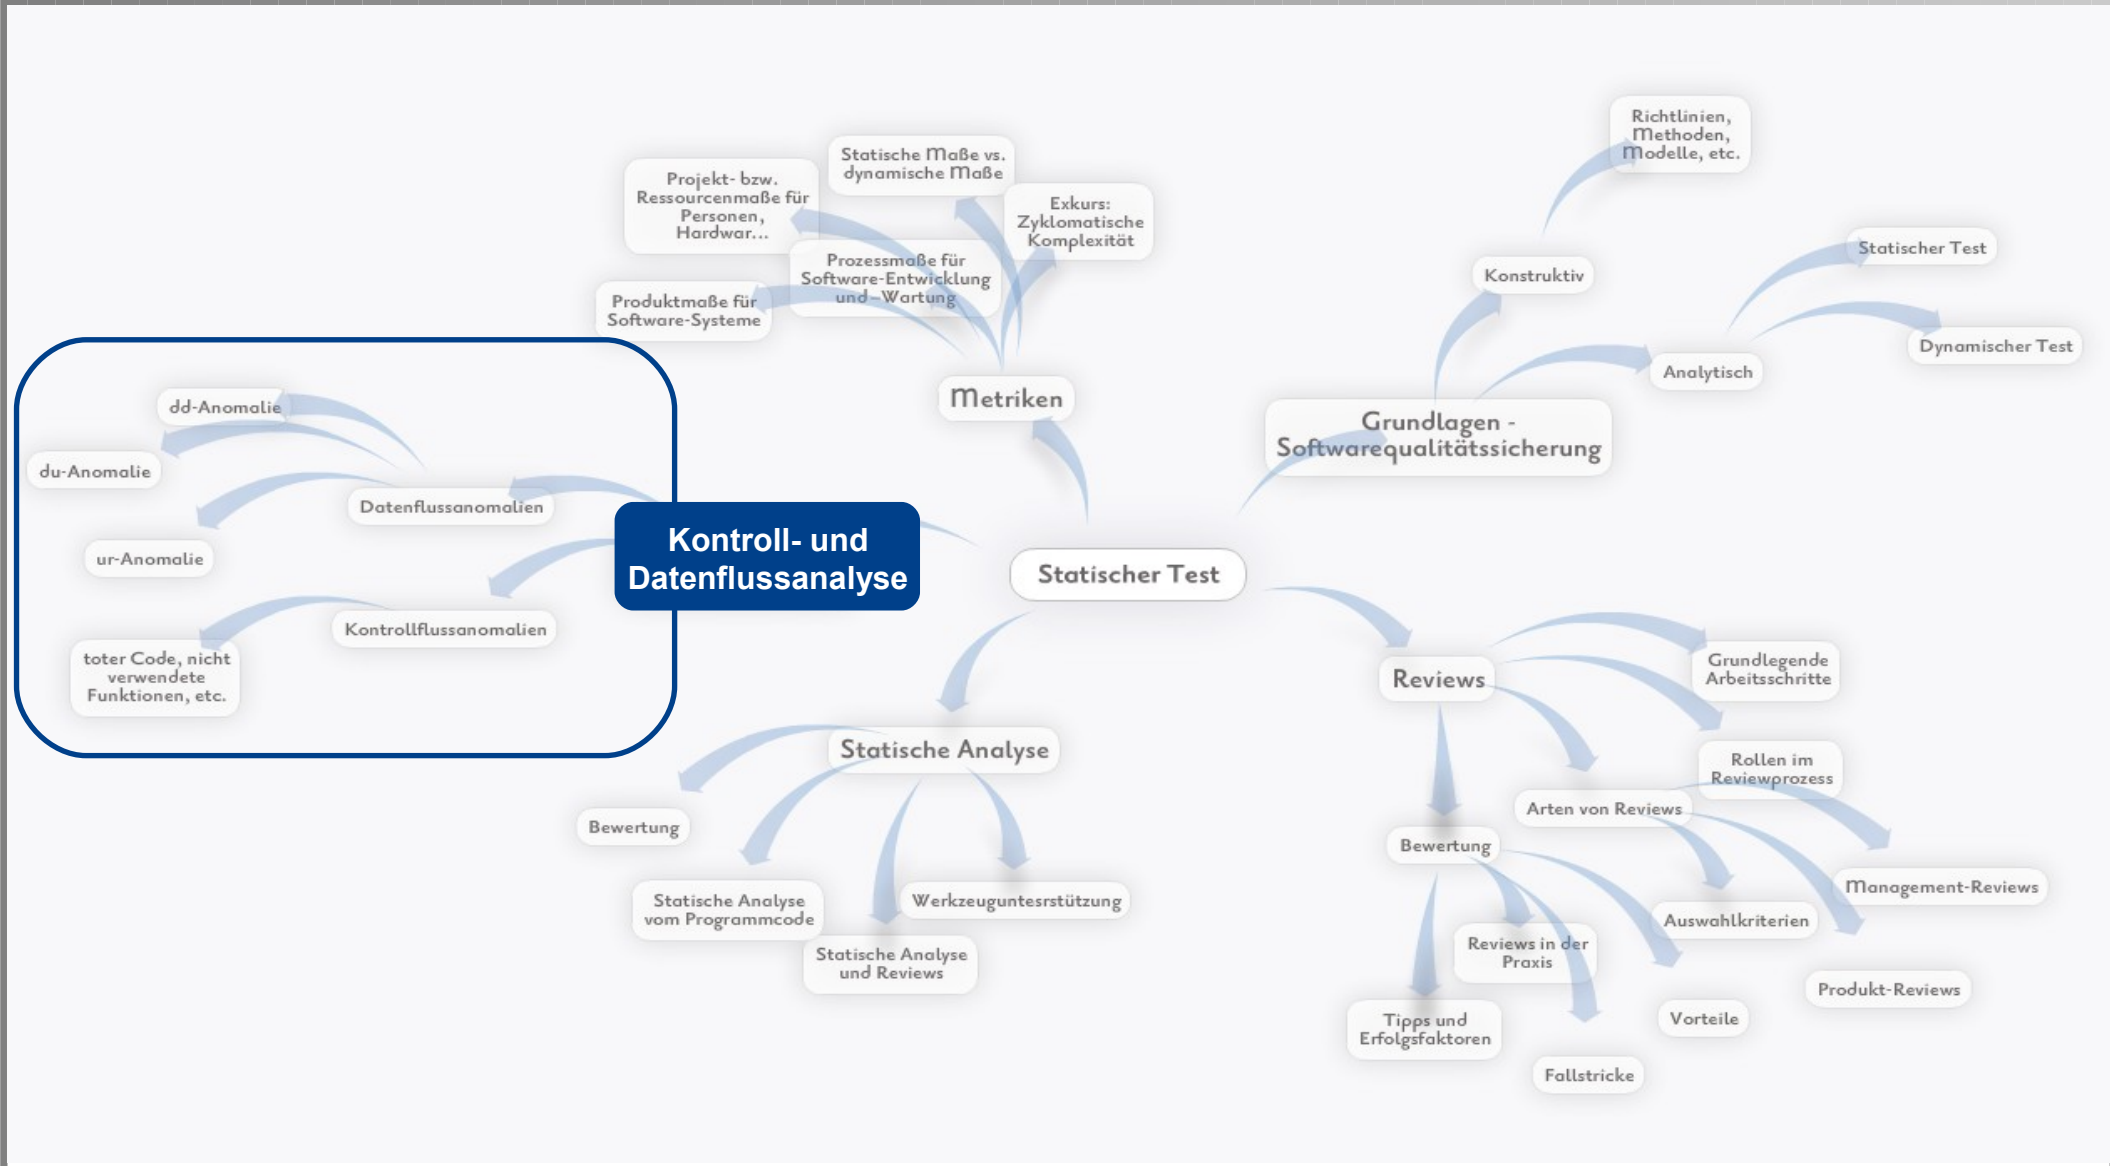 Richtlinien,
Methoden,
Modelle, etc.
Statische Maße vs.
dynamische Maße
Projekt- bzw.
Ressourcenmaße für
Personen,
Hardwar...
Exkurs:
Zyklomatische
Komplexität
Prozessmaße für
Software-Entwicklung
und -Wartung
Produktmaße für
Software-Systeme
Konstruktiv
Statischer Test
Dynamischer Test
Analytisch
Metriken
Grundlagen -
Softwarequalitätssicherung
dd-Anomalie
du-Anomalie
Datenflussanomalien
ur-Anomalie
Kontroll- und
Datenflussanalyse
Statischer Test
Kontrollflussanomalien
toter Code, nicht
verwendete
Funktionen, etc.
Reviews
Grundlegende
Arbeitsschritte
Rollen im
Reviewprozess
Statische Analyse
Arten von Reviews
Bewertung
Bewertung
Management-Reviews
Statische Analyse
vom Programmcode
Werkzeuguntesrstützung
Auswahlkriterien
Statische Analyse
und Reviews
Reviews in der
Praxis
Produkt-Reviews
Tipps und
Erfolgsfaktoren
Vorteile
Fallstricke